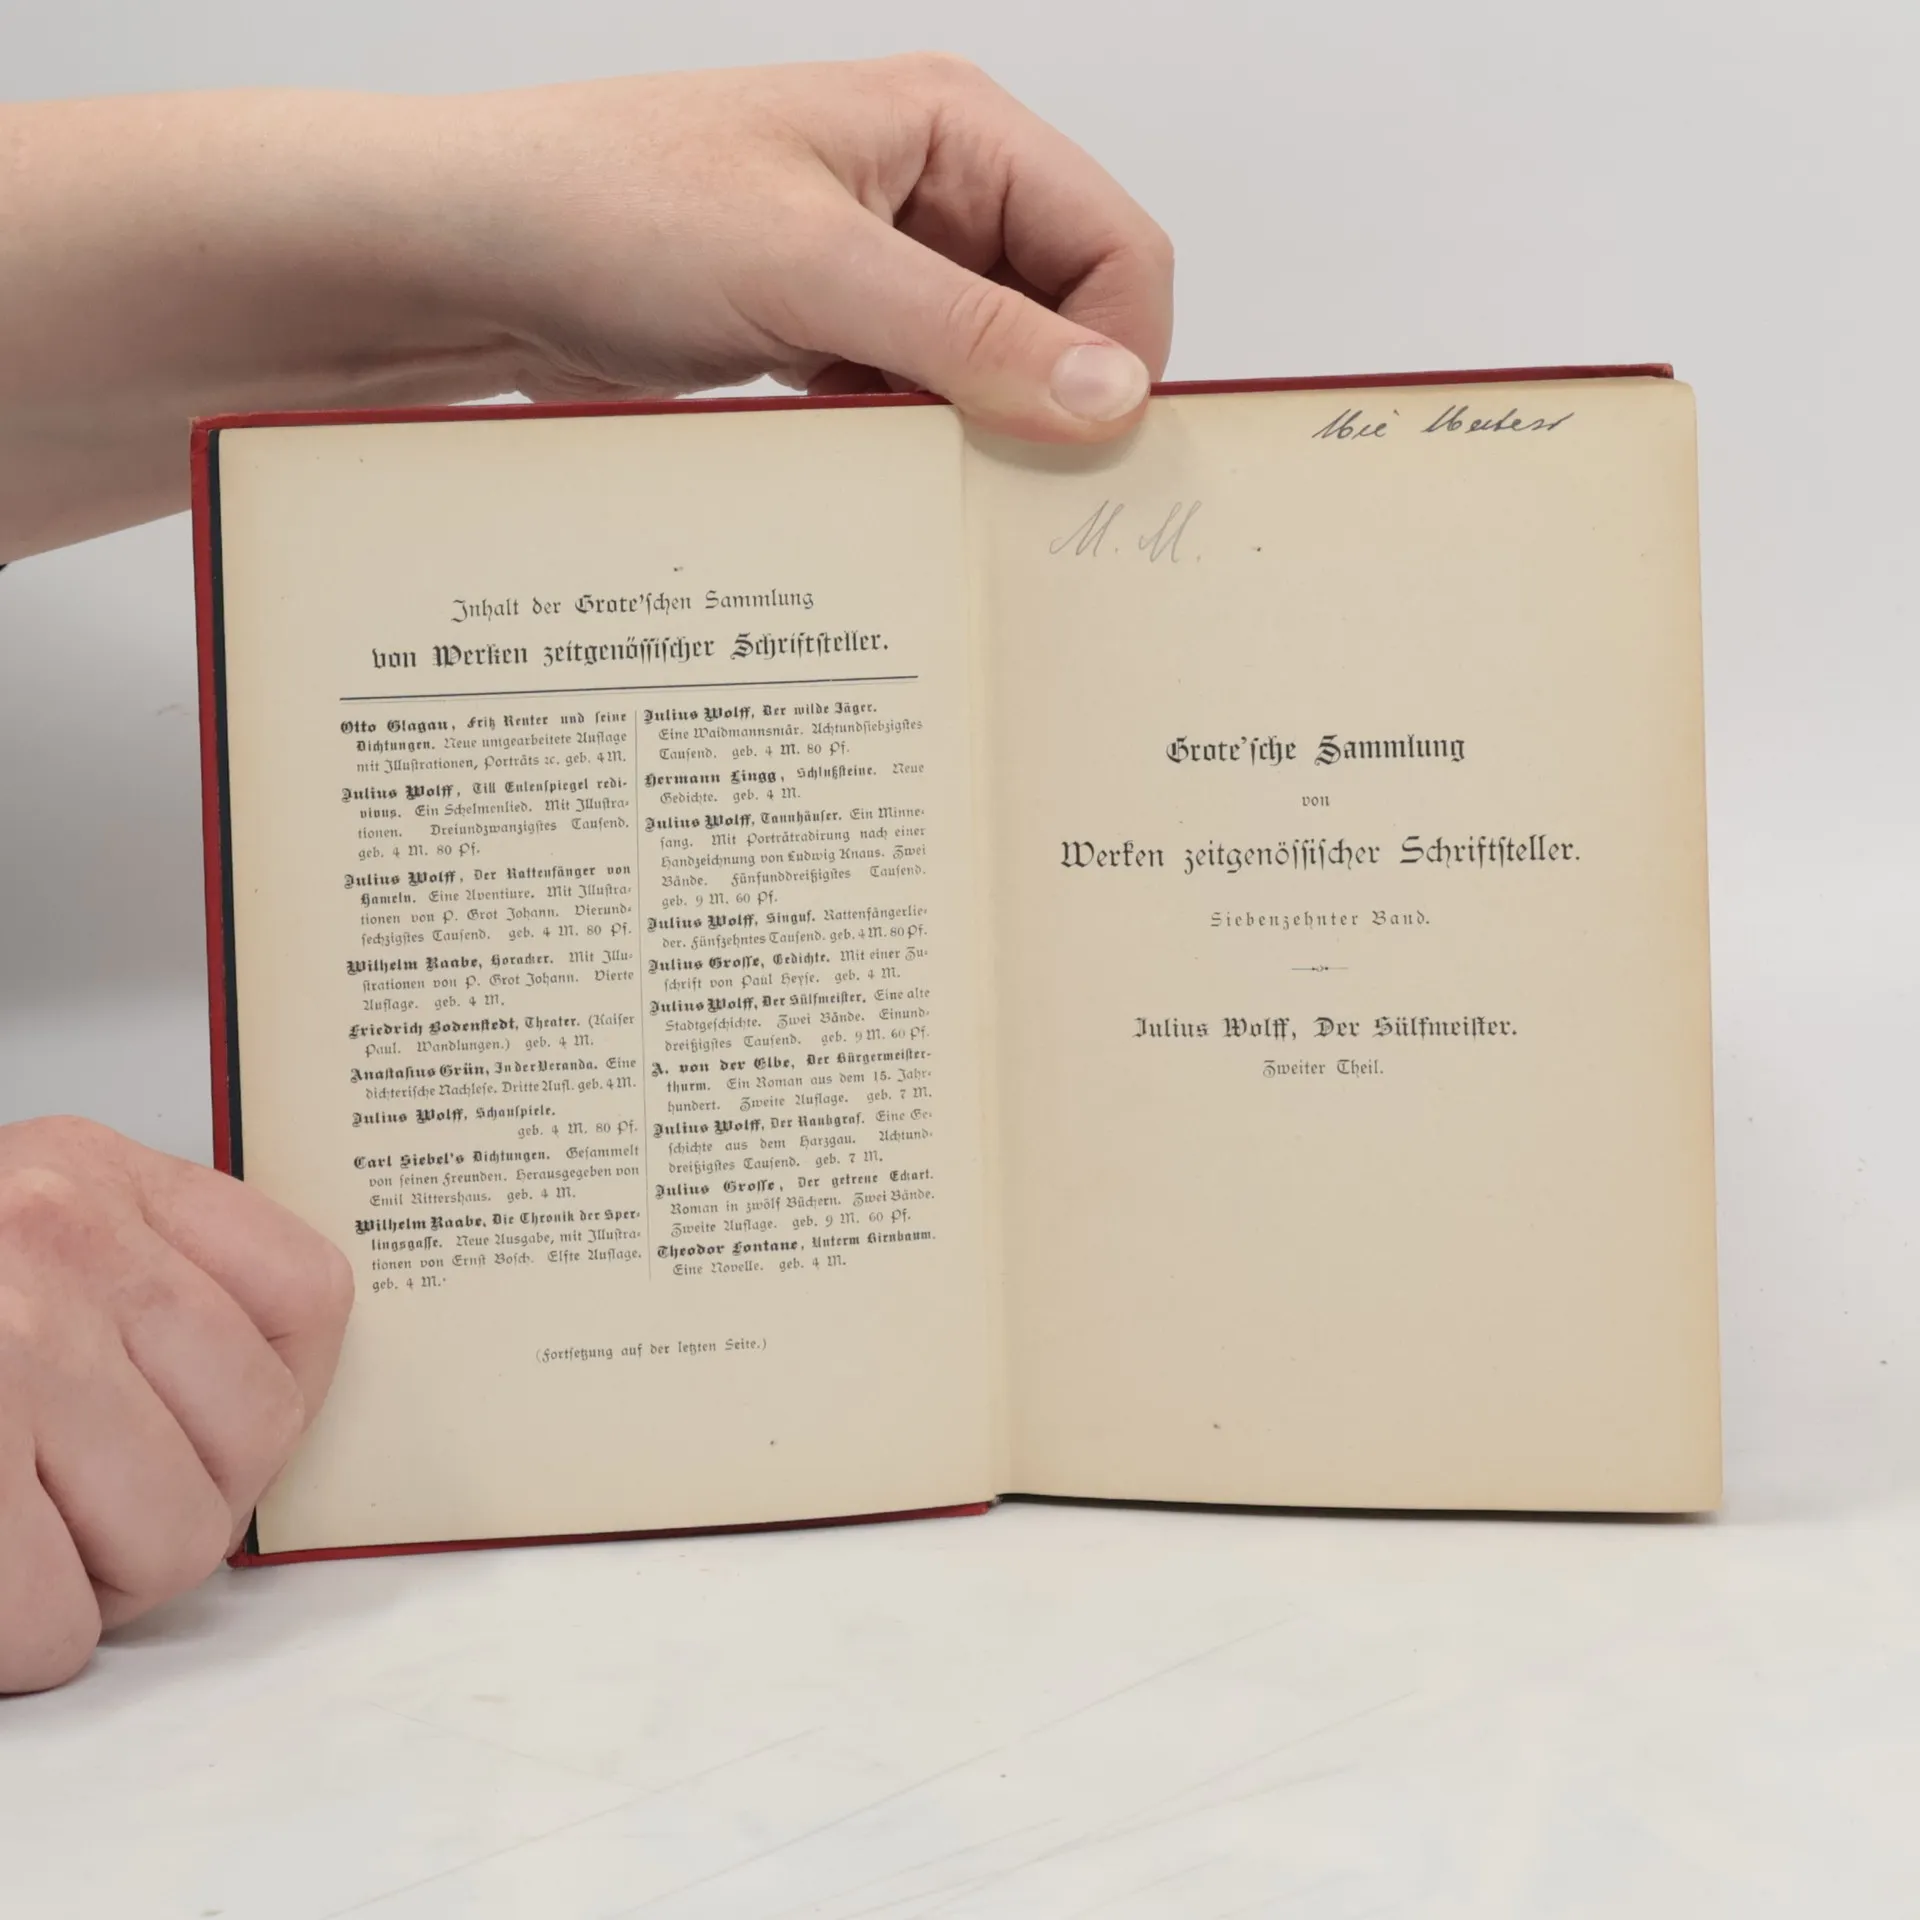 Inhalt der Grote'schen Sammlung
von Werken zeitgenössischer Schriftsteller.
Otto Glagau, Fritz Reuter und seine
Dichtungen. Neue umgearbeitete Auflage
mit Illustrationen, Porträts ꝛc. geb. 4 M.
Julius Wolff, Till Eulenspiegel redi-
vivus. Ein Schelmenlied. Mit Illustra-
tionen. Dreiundzwanzigstes Tausend.
geb. 4 M. 80 Pf.
Julius Wolff, Der Rattenfänger von
Hameln. Eine Aventiure. Mit Illustra-
tionen von P. Grot Johann. Vierund-
sechzigstes Tausend. geb. 4 M. 80 Pf.
Wilhelm Raabe, Horacker. Mit Illu-
strationen von P. Grot Johann. Vierte
Auflage. geb. 4 M.
Friedrich Bodenstedt, Theater. (Kaiser
Paul. Wandlungen.) geb. 4 M.
Anastasius Grün, In der Veranda. Eine
dichterische Nachlese. Dritte Aufl. geb. 4 M.
Julius Wolff, Schauspiele.
geb. 4 M. 80 Pf.
Carl Siebel's Dichtungen. Gesammelt
von seinen Freunden. Herausgegeben von
Emil Rittershaus. geb. 4 M.
Wilhelm Raabe, Die Chronik der Sper-
lingsgasse. Neue Ausgabe, mit Illustra-
tionen von Ernst Bosch. Elfte Auflage.
geb. 4 M.
Julius Wolff, Der wilde Jäger.
Eine Waidmannsmär. Achtundsiebzigstes
Tausend. geb. 4 M. 80 Pf.
Hermann Lingg, Schlußsteine. Neue
Gedichte. geb. 4 M.
Julius Wolff, Tannhäuser. Ein Minne-
sang. Mit Porträtradirung nach einer
Handzeichnung von Ludwig Knaus. Zwei
Bände. Fünfunddreißigstes Tausend.
geb. 9 M. 60 Pf.
Julius Wolff, Singuf. Rattenfängerlie-
der. Fünfzehntes Tausend. geb. 4 M. 80 Pf.
Julius Grosse, Gedichte. Mit einer Zu-
schrift von Paul Heyse. geb. 4 M.
Julius Wolff, Der Sülfmeister. Eine alte
Stadtgeschichte. Zwei Bände. Einund-
dreißigstes Tausend. geb. 9 M. 60 Pf.
A. von der Elbe, Der Bürgermeister-
thurm. Ein Roman aus dem 15. Jahr-
hundert. Zweite Auflage. geb. 7 M.
Julius Wolff, Der Raubgraf. Eine Ge-
schichte aus dem Harzgau. Achtund-
dreißigstes Tausend. geb. 7 M.
Julius Grosse, Der getreue Eckart.
Roman in zwölf Büchern. Zwei Bände.
Zweite Auflage. geb. 9 M. 60 Pf.
Theodor Fontane, Unterm Birnbaum.
Eine Novelle. geb. 4 M.
(Fortsetzung auf der letzten Seite.)
M. M.
Grote'sche Sammlung
von
Werken zeitgenössischer Schriftsteller.
Siebenzehnter Band.
Julius Wolff, Der Sülfmeister.
Zweiter Theil.